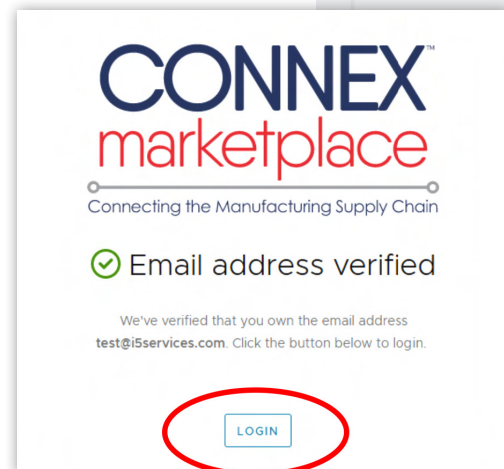 CONNEX™
marketplace
Connecting the Manufacturing Supply Chain
Email address verified
We've verified that you own the email address
test@i5services.com. Click the button below to login.
LOGIN